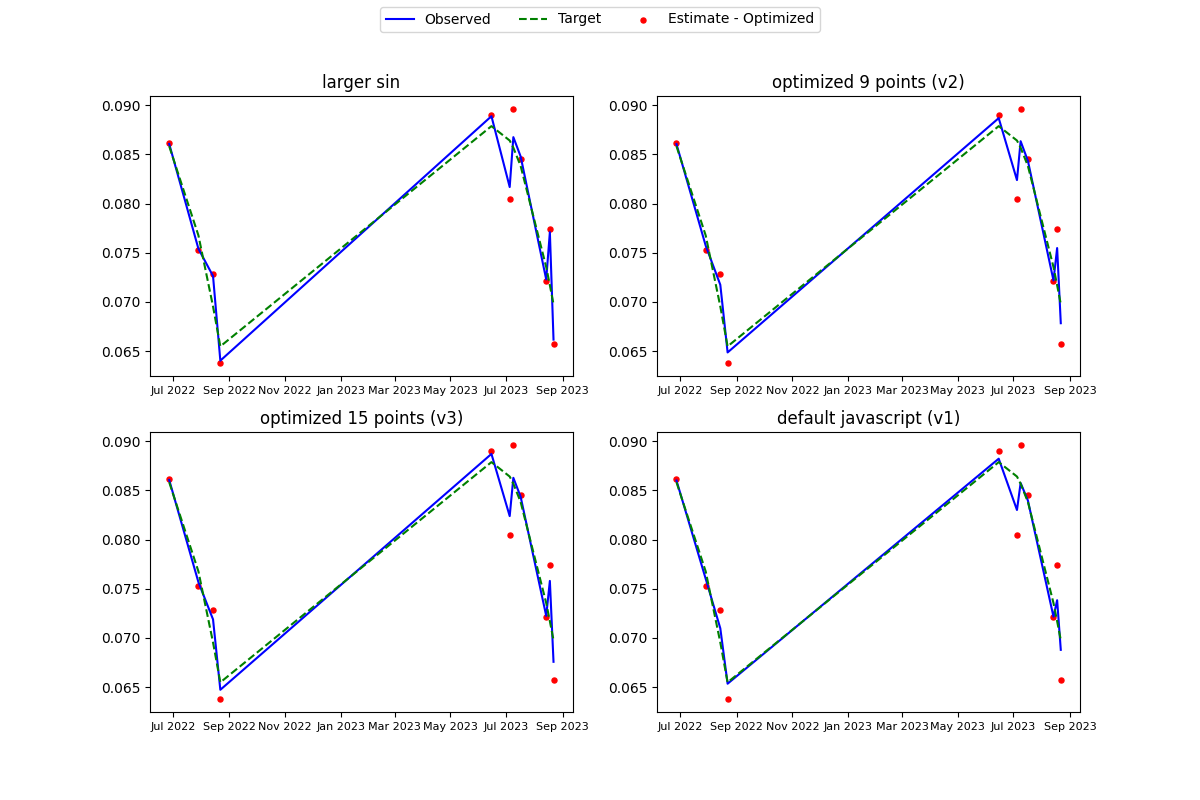 Observed Target Estimate - Optimized
larger sin
0.090
0.085
0.080
0.075
0.070
0.065
Jul 2022 Sep 2022 Nov 2022 Jan 2023 Mar 2023 May 2023 Jul 2023 Sep 2023
optimized 9 points (v2)
0.090
0.085
0.080
0.075
0.070
0.065
Jul 2022 Sep 2022 Nov 2022 Jan 2023 Mar 2023 May 2023 Jul 2023 Sep 2023
optimized 15 points (v3)
0.090
0.085
0.080
0.075
0.070
0.065
Jul 2022 Sep 2022 Nov 2022 Jan 2023 Mar 2023 May 2023 Jul 2023 Sep 2023
default javascript (v1)
0.090
0.085
0.080
0.075
0.070
0.065
Jul 2022 Sep 2022 Nov 2022 Jan 2023 Mar 2023 May 2023 Jul 2023 Sep 2023